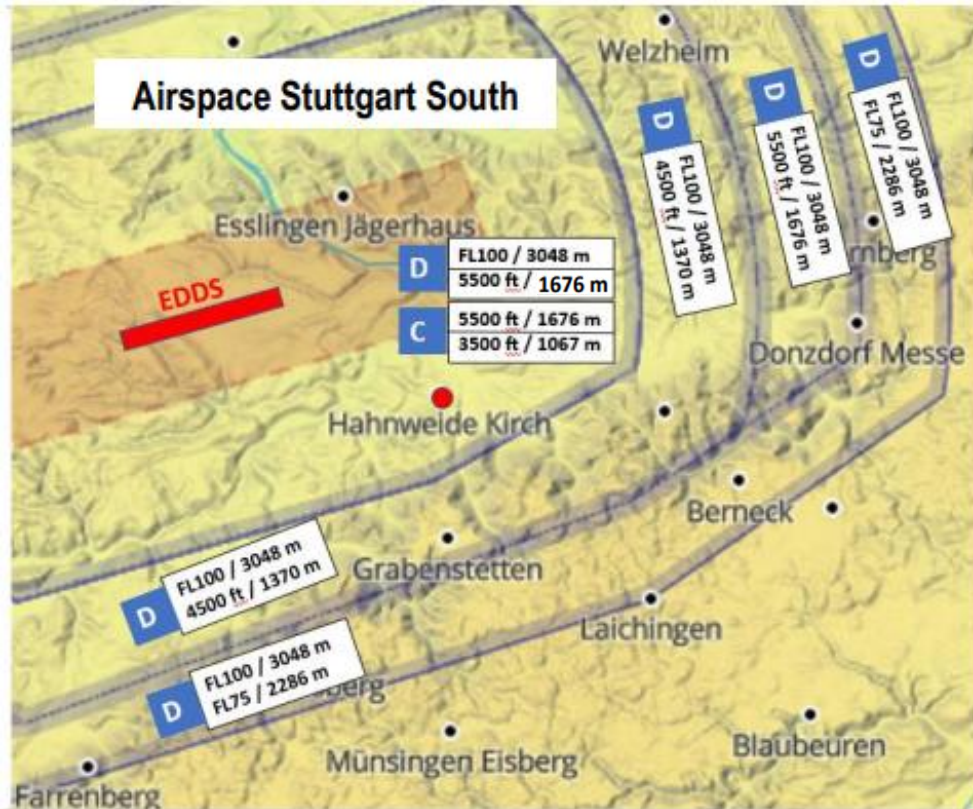 Airspace Stuttgart South
Welzheim
D
FL100 / 3048 m
4500 ft / 1370 m
D
FL100 / 3048 m
5500 ft / 1676 m
D
FL100 / 3048 m
FL75 / 2286 m
Esslingen Jägerhaus
rnberg
EDDS
D
FL100 / 3048 m
5500 ft / 1676 m
C
5500 ft / 1676 m
3500 ft / 1067 m
Donzdorf Messe
Hahnweide Kirch
Berneck
Grabenstetten
D
FL100 / 3048 m
4500 ft / 1370 m
Laichingen
D
FL100 / 3048 m
FL75 / 2286 m
berg
Münsingen Eisberg
Blaubeuren
Farrenberg